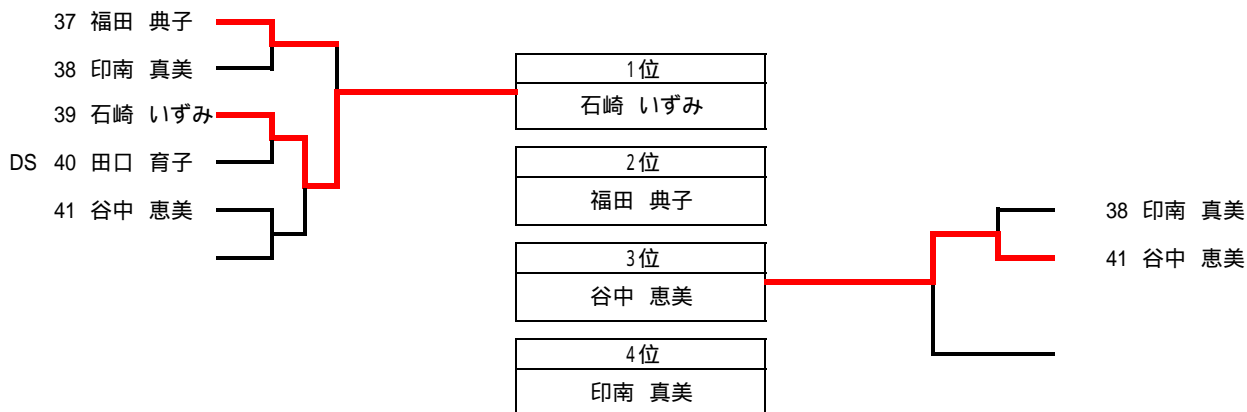 37 福田 典子
38 印南 真美
39 石崎 いずみ
DS 40 田口 育子
41 谷中 恵美
1位
石崎 いずみ
2位
福田 典子
3位
谷中 恵美
4位
印南 真美
38 印南 真美
41 谷中 恵美